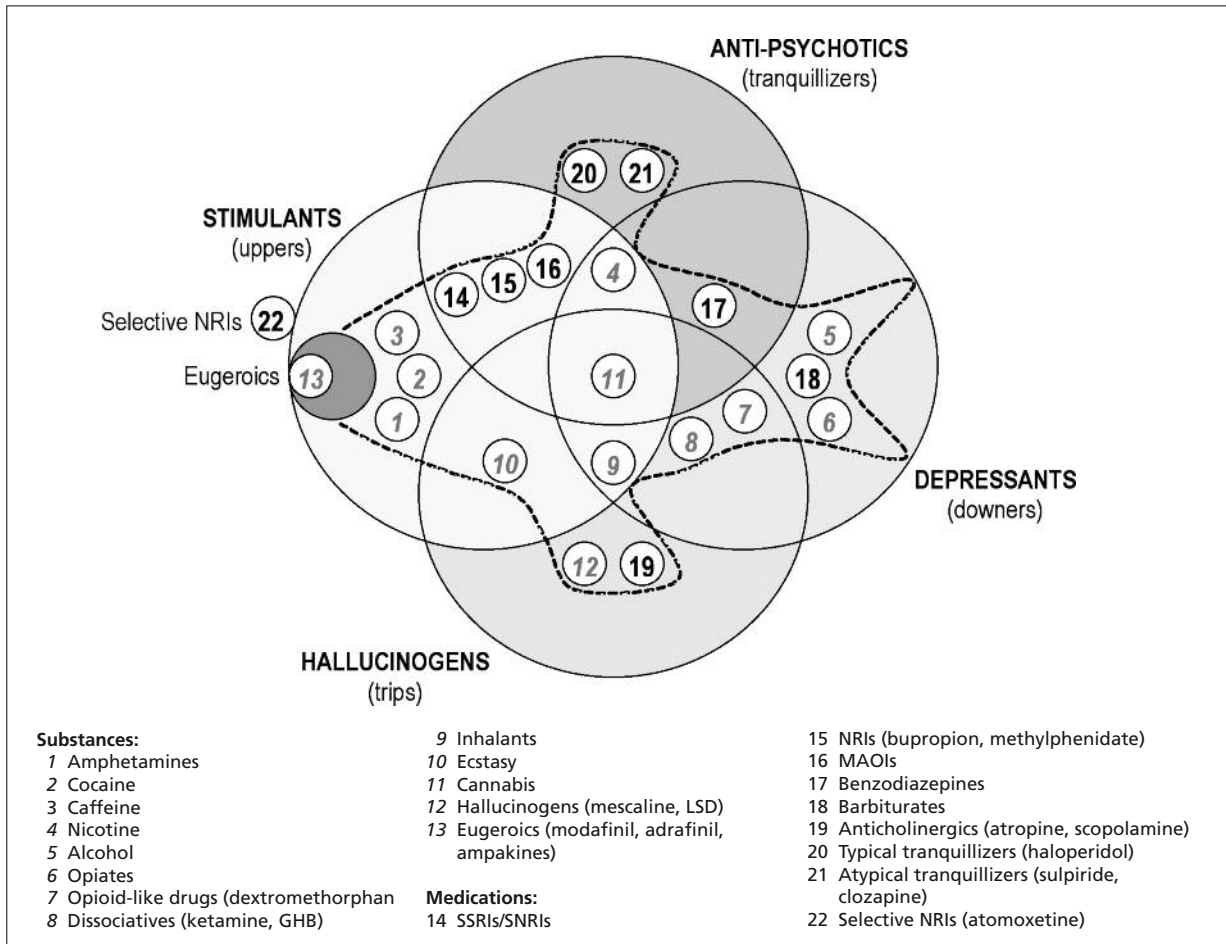 ANTI-PSYCHOTICS
(tranquillizers)
20 21
STIMULANTS
(uppers)
16
15
14
4
17
Selective NRIs 22
3
5
Eugeroics 13
2
11
18
1
7
6
8
10
9
DEPRESSANTS
(downers)
12 19
HALLUCINOGENS
(trips)
Substances:
1 Amphetamines
2 Cocaine
3 Caffeine
4 Nicotine
5 Alcohol
6 Opiates
7 Opioid-like drugs (dextromethorphan
8 Dissociatives (ketamine, GHB)
9 Inhalants
10 Ecstasy
11 Cannabis
12 Hallucinogens (mescaline, LSD)
13 Eugeroics (modafinil, adrafinil,
ampakines)
Medications:
14 SSRIs/SNRIs
15 NRIs (bupropion, methylphenidate)
16 MAOIs
17 Benzodiazepines
18 Barbiturates
19 Anticholinergics (atropine, scopolamine)
20 Typical tranquillizers (haloperidol)
21 Atypical tranquillizers (sulpiride,
clozapine)
22 Selective NRIs (atomoxetine)